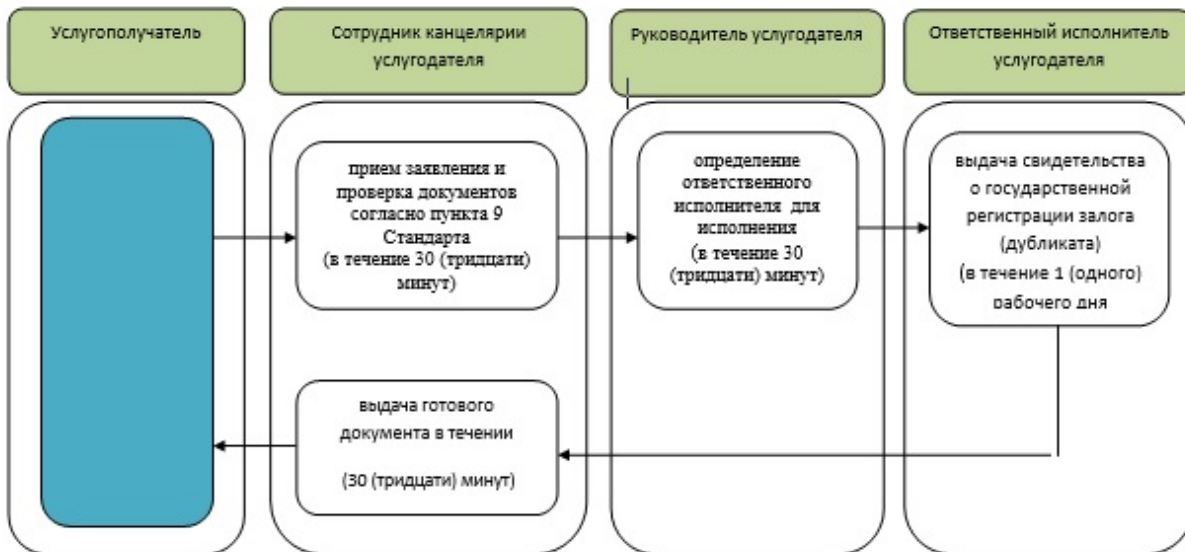 Услугополучатель
Сотрудник канцелярии
услугодателя
Руководитель услугодателя
Ответственный исполнитель
услугодателя
прием заявления и
проверка документов
согласно пункта 9
Стандарта
(в течение 30 (тридцати)
минут)
определение
ответственного
исполнителя для
исполнения
(в течение 30
(тридцати) минут)
выдача свидетельства
о государственной
регистрации залога
(дубликата)
(в течение 1 (одного)
рабочего дня
выдача готового
документа в течении
(30 (тридцати) минут)